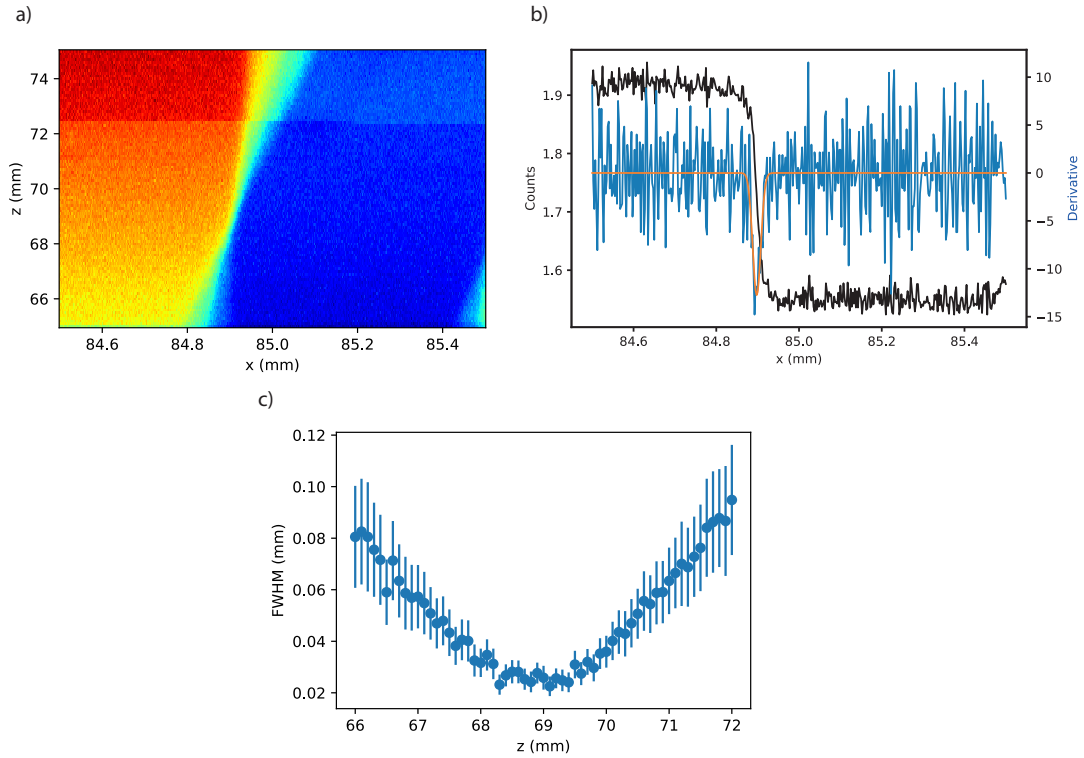 a)
z (mm)
74
72
70
68
66
84.6 84.8 85.0 85.2 85.4
x (mm)
b)
Counts
1.9
1.8
1.7
1.6
10
5
0
−5
−10
−15
Derivative
84.6 84.8 85.0 85.2 85.4
x (mm)
c)
FWHM (mm)
0.12
0.10
0.08
0.06
0.04
0.02
66 67 68 69 70 71 72
z (mm)